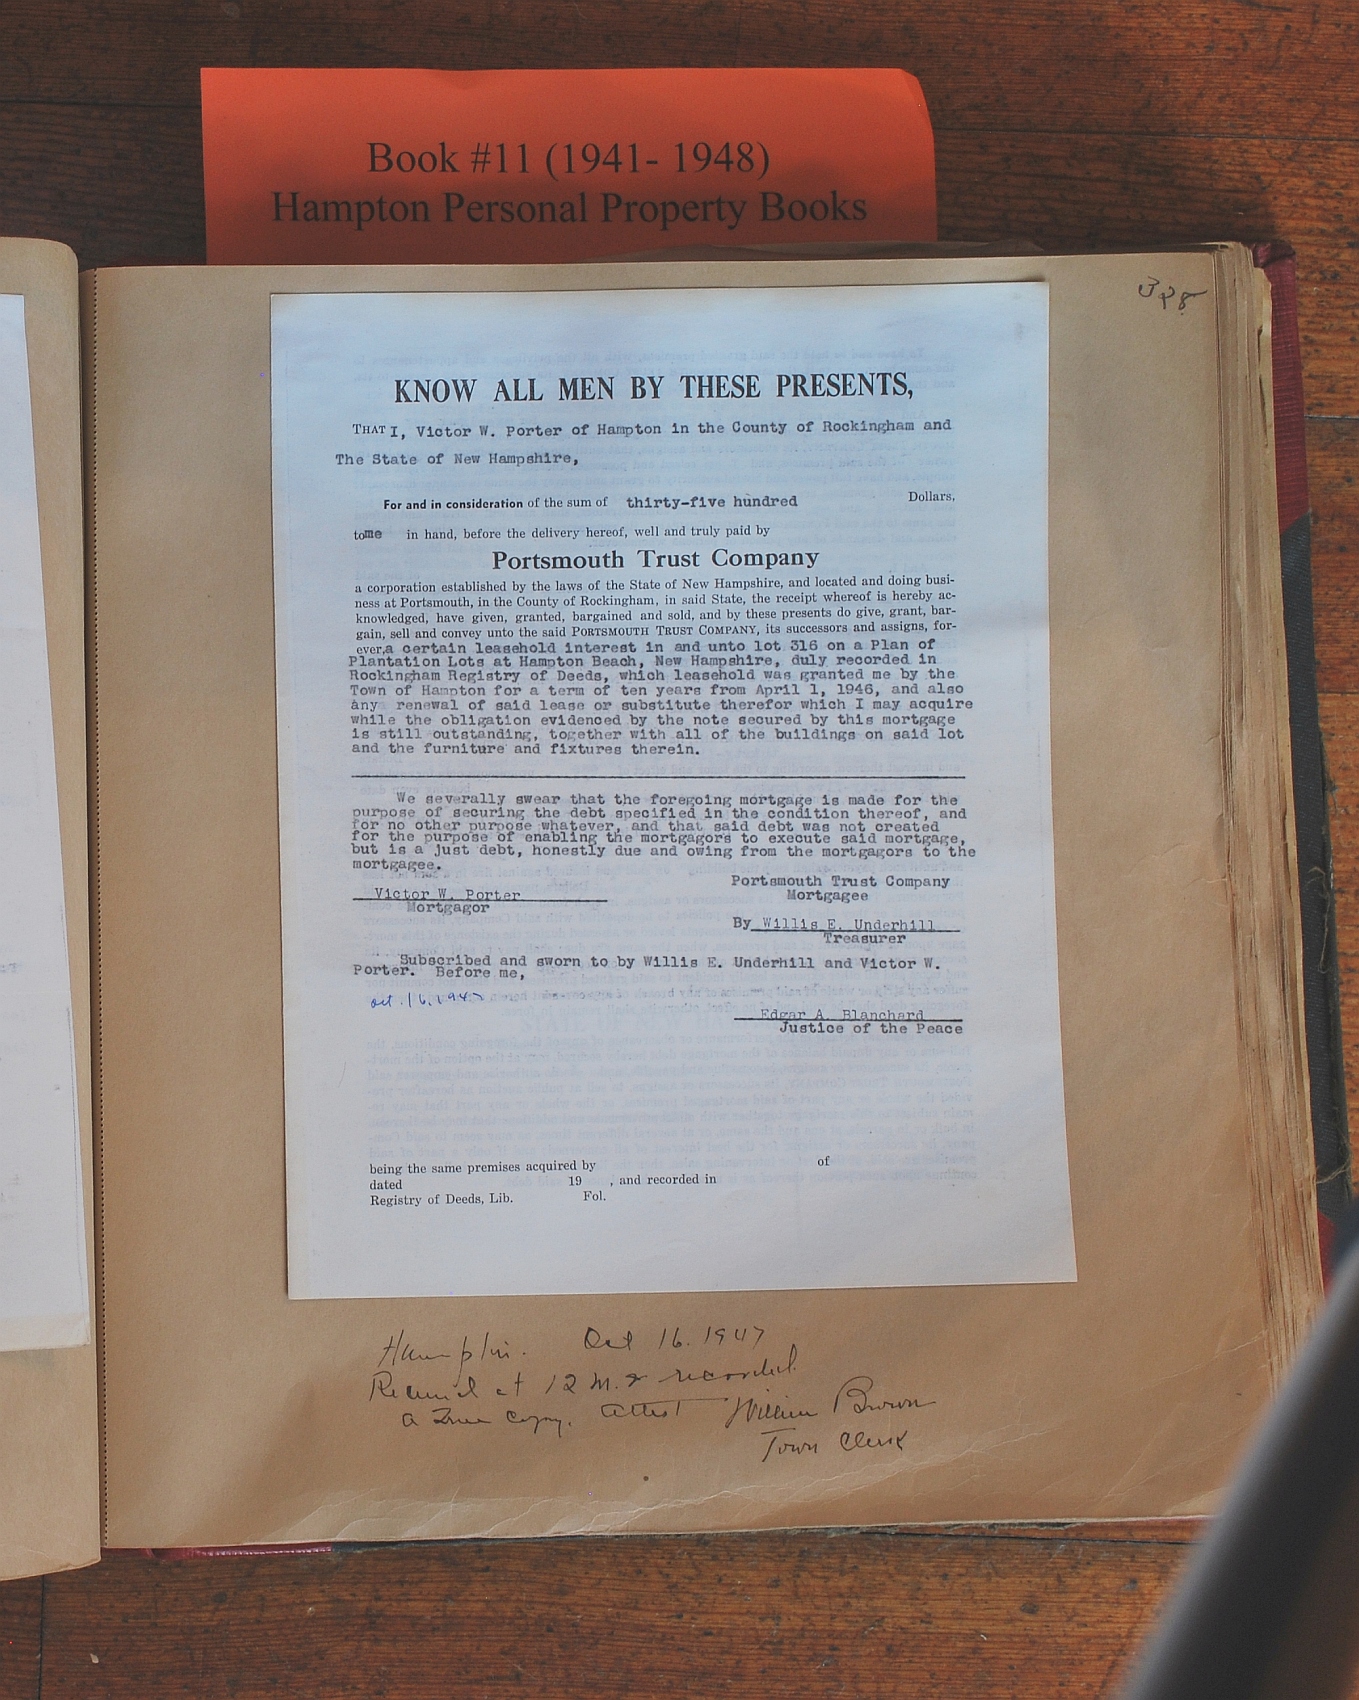 Book #11 (1941- 1948)
Hampton Personal Property Books
328
KNOW ALL MEN BY THESE PRESENTS,
THAT I, Victor W. Porter of Hampton in the County of Rockingham and
The State of New Hampshire,
For and in consideration of the sum of thirty-five hundred Dollars,
to me in hand, before the delivery hereof, well and truly paid by
Portsmouth Trust Company
a corporation established by the laws of the State of New Hampshire, and located and doing busi-
ness at Portsmouth, in the County of Rockingham, in said State, the receipt whereof is hereby ac-
knowledged, have given, granted, bargained and sold, and by these presents do give, grant, bar-
gain, sell and convey unto the said PORTSMOUTH TRUST COMPANY, its successors and assigns, for-
ever, a certain leasehold interest in and unto lot 316 on a Plan of
Plantation Lots at Hampton Beach, New Hampshire, duly recorded in
Rockingham Registry of Deeds, which leasehold was granted me by the
Town of Hampton for a term of ten years from April 1, 1946, and also
any renewal of said lease or substitute therefor which I may acquire
while the obligation evidenced by the note secured by this mortgage
is still outstanding, together with all of the buildings on said lot
and the furniture and fixtures therein.
We severally swear that the foregoing mortgage is made for the
purpose of securing the debt specified in the condition thereof, and
for no other purpose whatever, and that said debt was not created
for the purpose of enabling the mortgagors to execute said mortgage,
but is a just debt, honestly due and owing from the mortgagors to the
mortgagee.
Portsmouth Trust Company
Victor W. Porter Mortgagee
Mortgagor
By Willis E. Underhill
Treasurer
Subscribed and sworn to by Willis E. Underhill and Victor W.
Porter. Before me,
Oct. 16, 1947
Edgar A. Blanchard
Justice of the Peace
being the same premises acquired by of
dated 19 , and recorded in
Registry of Deeds, Lib. Fol.
Hampton. Oct 16. 1947
Received at 12 M. & recorded
a True copy. Attest William Brown
Town Clerk